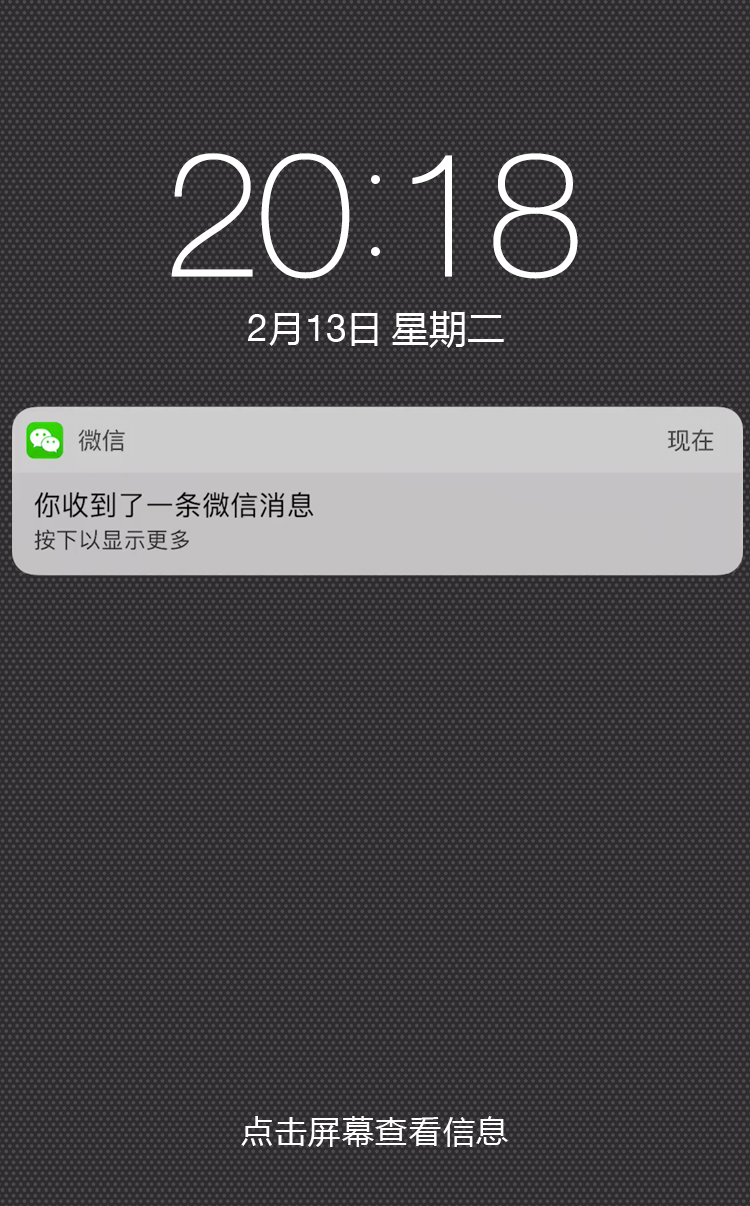 20:18
2月13日 星期二
微信 现在
你收到了一条微信消息
按下以显示更多
点击屏幕查看信息